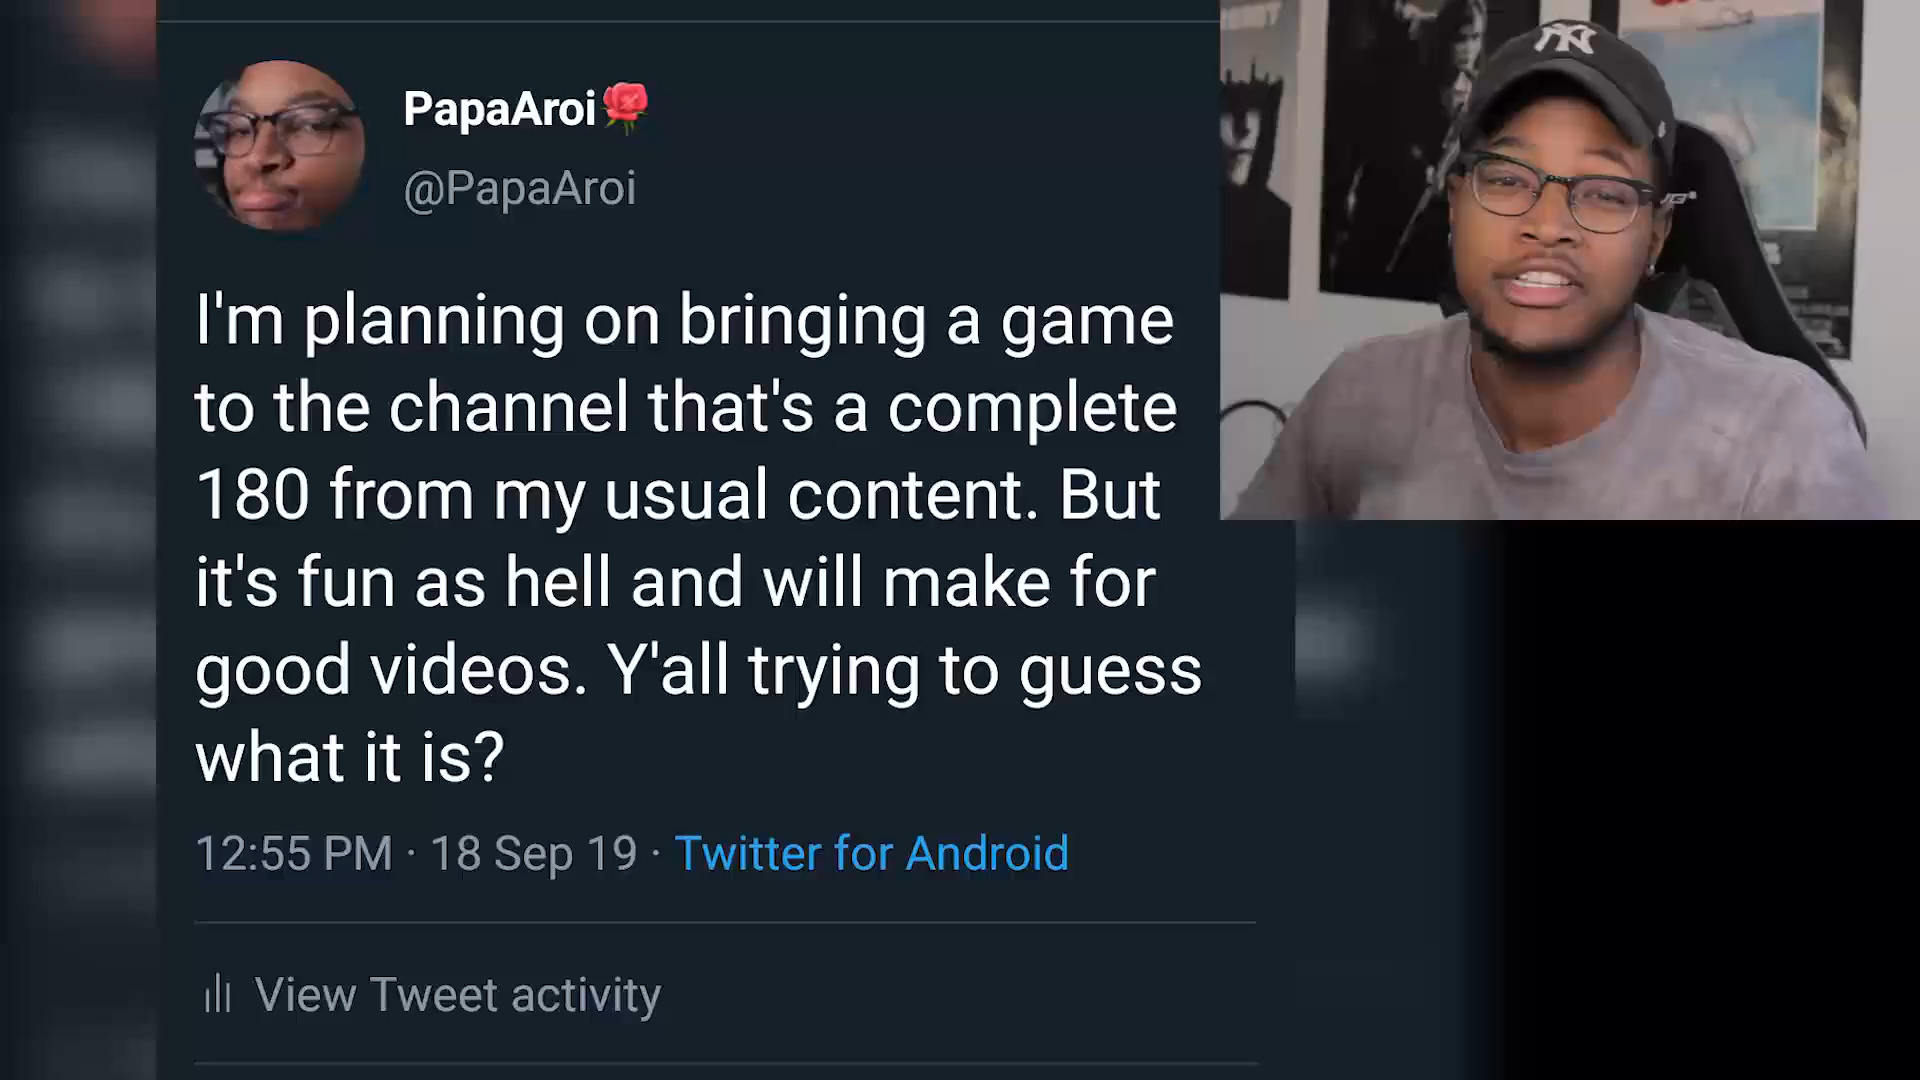 PapaAroi🌹
@PapaAroi
I'm planning on bringing a game
to the channel that's a complete
180 from my usual content. But
it's fun as hell and will make for
good videos. Y'all trying to guess
what it is?
12:55 PM · 18 Sep 19 · Twitter for Android
View Tweet activity
NY